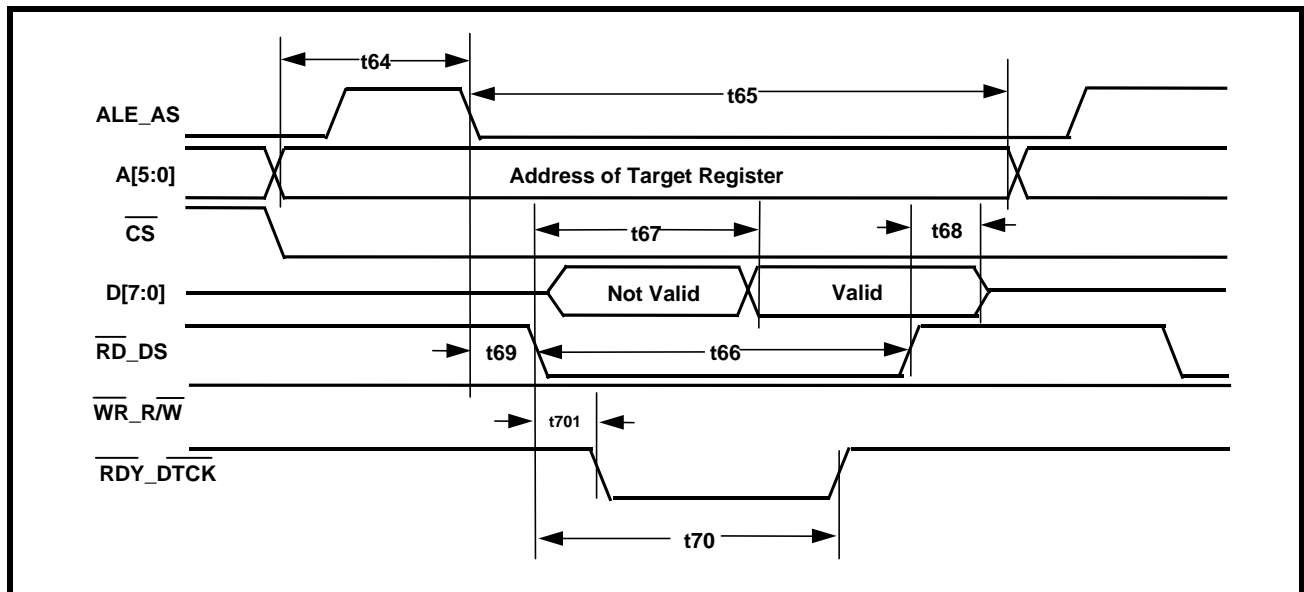 t64
t65
ALE_AS
A[5:0]
Address of Target Register
CS
t67
t68
D[7:0]
Not Valid
Valid
RD_DS
t69
t66
WR_R/W
t701
RDY_DTCK
t70